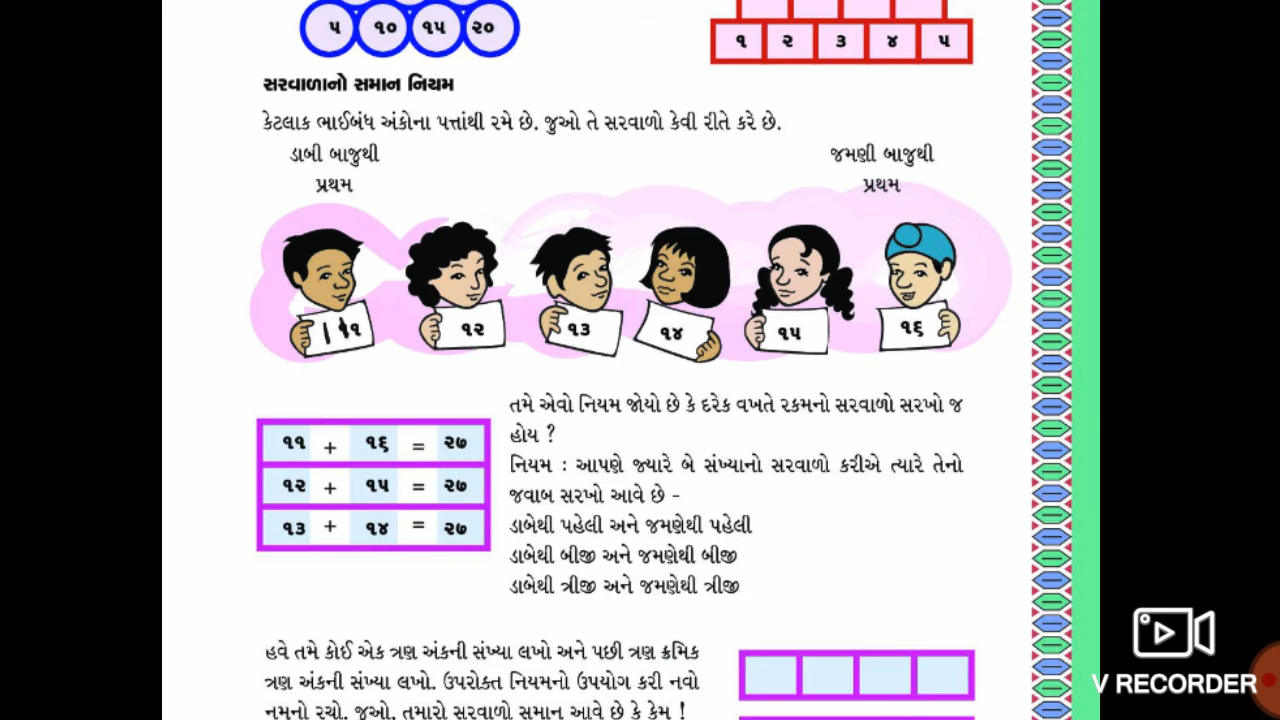 ૫ ૧૦ ૧૫ ૨૦
૧ ૨ ૩ ૪ ૫
સરવાળાનો સમાન નિયમ
કેટલાક ભાઈબંધ અંકોના પત્તાંથી રમે છે. જુઓ તે સરવાળો કેવી રીતે કરે છે.
ડાબી બાજુથી
પ્રથમ
જમણી બાજુથી
પ્રથમ
૧૧ ૧૨ ૧૩ ૧૪ ૧૫ ૧૬
૧૧ + ૧૬ = ૨૭
૧૨ + ૧૫ = ૨૭
૧૩ + ૧૪ = ૨૭
તમે એવો નિયમ જોયો છે કે દરેક વખતે રકમનો સરવાળો સરખો જ
હોય ?
નિયમ : આપણે જ્યારે બે સંખ્યાનો સરવાળો કરીએ ત્યારે તેનો
જવાબ સરખો આવે છે -
ડાબેથી પહેલી અને જમણેથી પહેલી
ડાબેથી બીજી અને જમણેથી બીજી
ડાબેથી ત્રીજી અને જમણેથી ત્રીજી
હવે તમે કોઈ એક ત્રણ અંકની સંખ્યા લખો અને પછી ત્રણ ક્રમિક
ત્રણ અંકની સંખ્યા લખો. ઉપરોક્ત નિયમનો ઉપયોગ કરી નવો
નમૂનો રચો. જુઓ. તમારો સરવાળો સમાન આવે છે કે કેમ !
V RECORDER